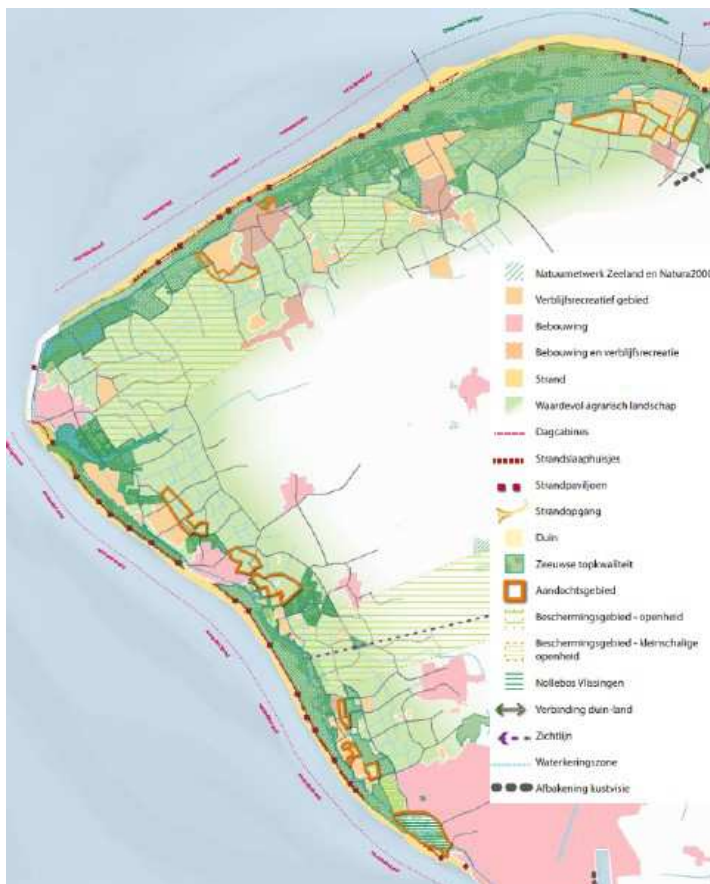 Natuurnetwerk Zeeland en Natura2000
Verblijfsrecreatief gebied
Bebouwing
Bebouwing en verblijfsrecreatie
Strand
Waardevol agrarisch landschap
Dagcabines
Strandslaaphuisjes
Strandpaviljoen
Strandopgang
Duin
Zeeuwse topkwaliteit
Aandachtsgebied
Beschermingsgebied - openheid
Beschermingsgebied - kleinschalige
openheid
Nollebos Vlissingen
Verbinding duin-land
Zichtlijn
Waterkeringszone
Afbakening kustvisie